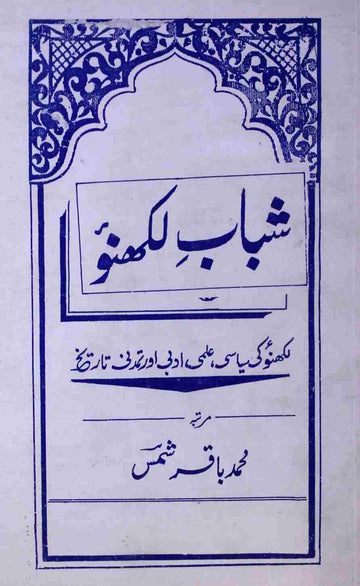 شبابِ لکھنؤ
لکھنؤ کی سیاسی، علمی، ادبی اور تمدنی تاریخ
مرتبہ
محمد باقر شمسؔ